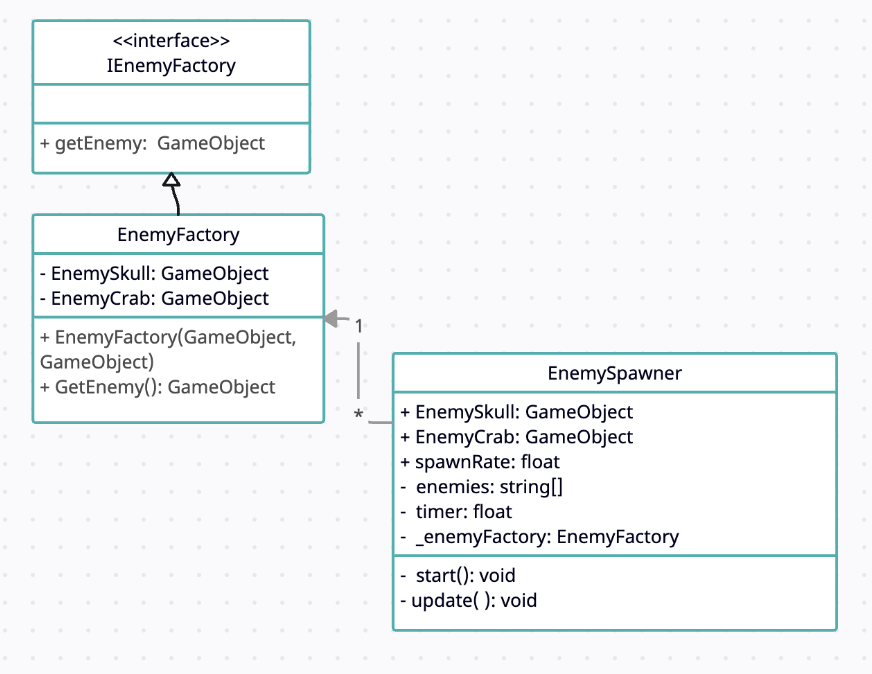 <<interface>>
IEnemyFactory
+ getEnemy:  GameObject
EnemyFactory
- EnemySkull: GameObject
- EnemyCrab: GameObject
+ EnemyFactory(GameObject,
GameObject)
+ GetEnemy(): GameObject
1
*
EnemySpawner
+ EnemySkull: GameObject
+ EnemyCrab: GameObject
+ spawnRate: float
-  enemies: string[]
-  timer: float
-  _enemyFactory: EnemyFactory
-  start(): void
- update( ): void